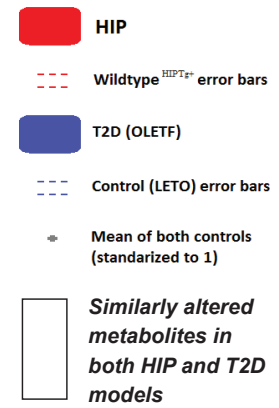 HIP
Wildtype HIPTg+ error bars
T2D (OLETF)
Control (LETO) error bars
Mean of both controls
(standarized to 1)
Similarly altered
metabolites in
both HIP and T2D
models